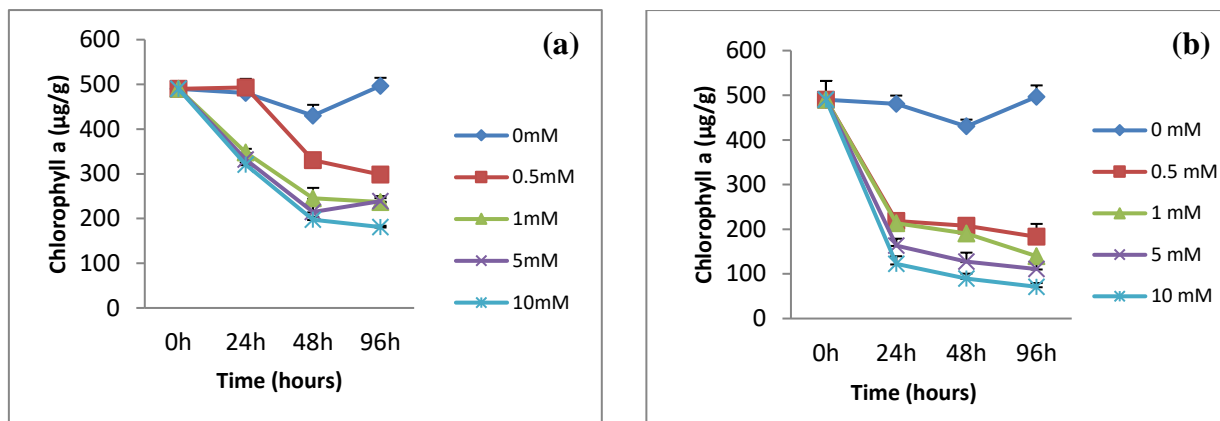 (a)
Chlorophyll a (µg/g)
600
500
400
300
200
100
0
0h 24h 48h 96h
Time (hours)
0mM
0.5mM
1mM
5mM
10mM
(b)
Chlorophyll a (µg/g)
600
500
400
300
200
100
0
0h 24h 48h 96h
Time (hours)
0 mM
0.5 mM
1 mM
5 mM
10 mM